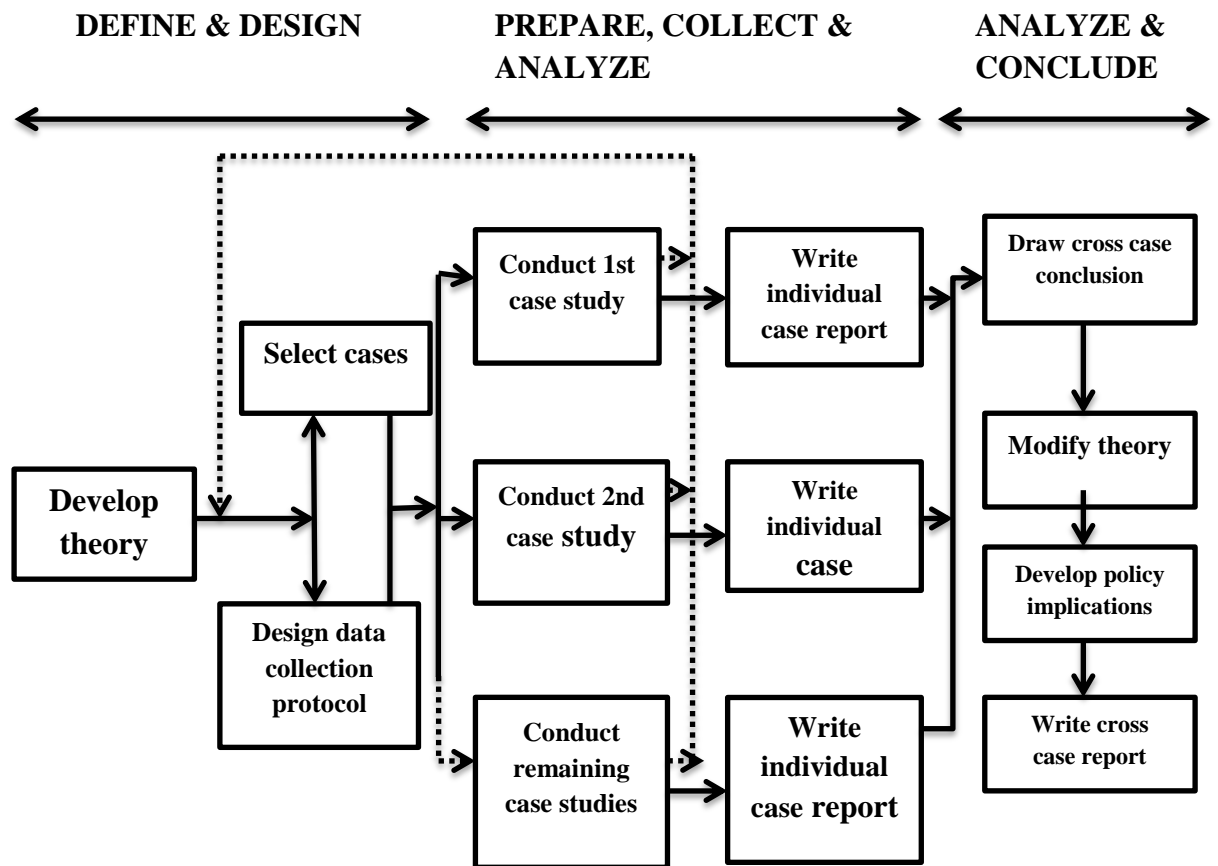 DEFINE & DESIGN
PREPARE, COLLECT &
ANALYZE
ANALYZE &
CONCLUDE
Develop
theory
Select cases
Design data
collection
protocol
Conduct 1st
case study
Write
individual
case report
Conduct 2nd
case study
Write
individual
case
Conduct
remaining
case studies
Write
individual
case report
Draw cross case
conclusion
Modify theory
Develop policy
implications
Write cross
case report